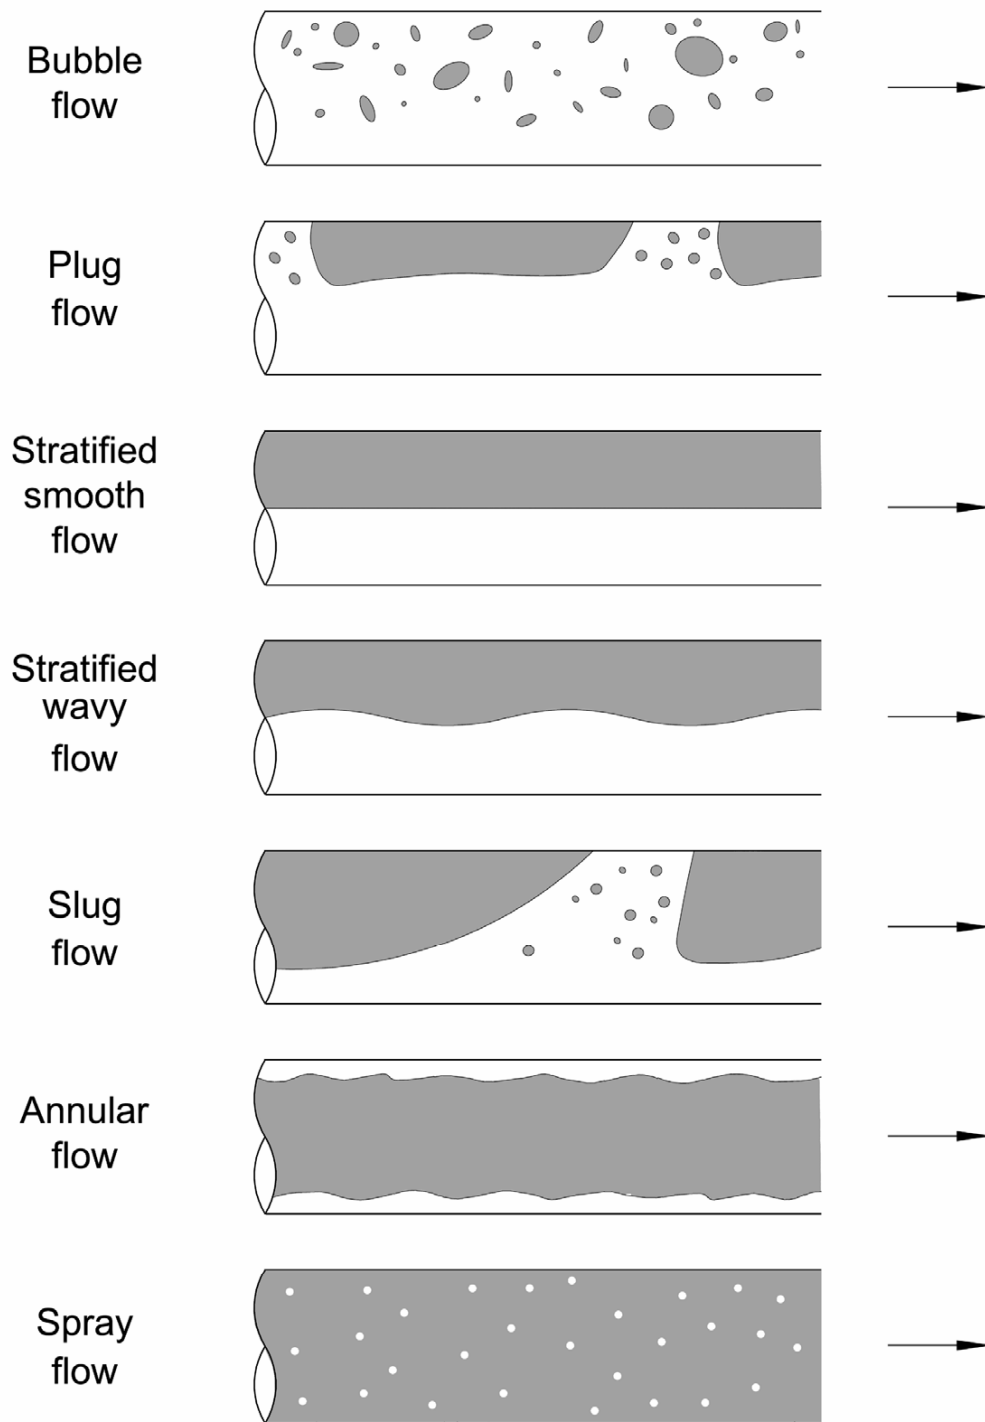 Bubble
flow
Plug
flow
Stratified
smooth
flow
Stratified
wavy
flow
Slug
flow
Annular
flow
Spray
flow